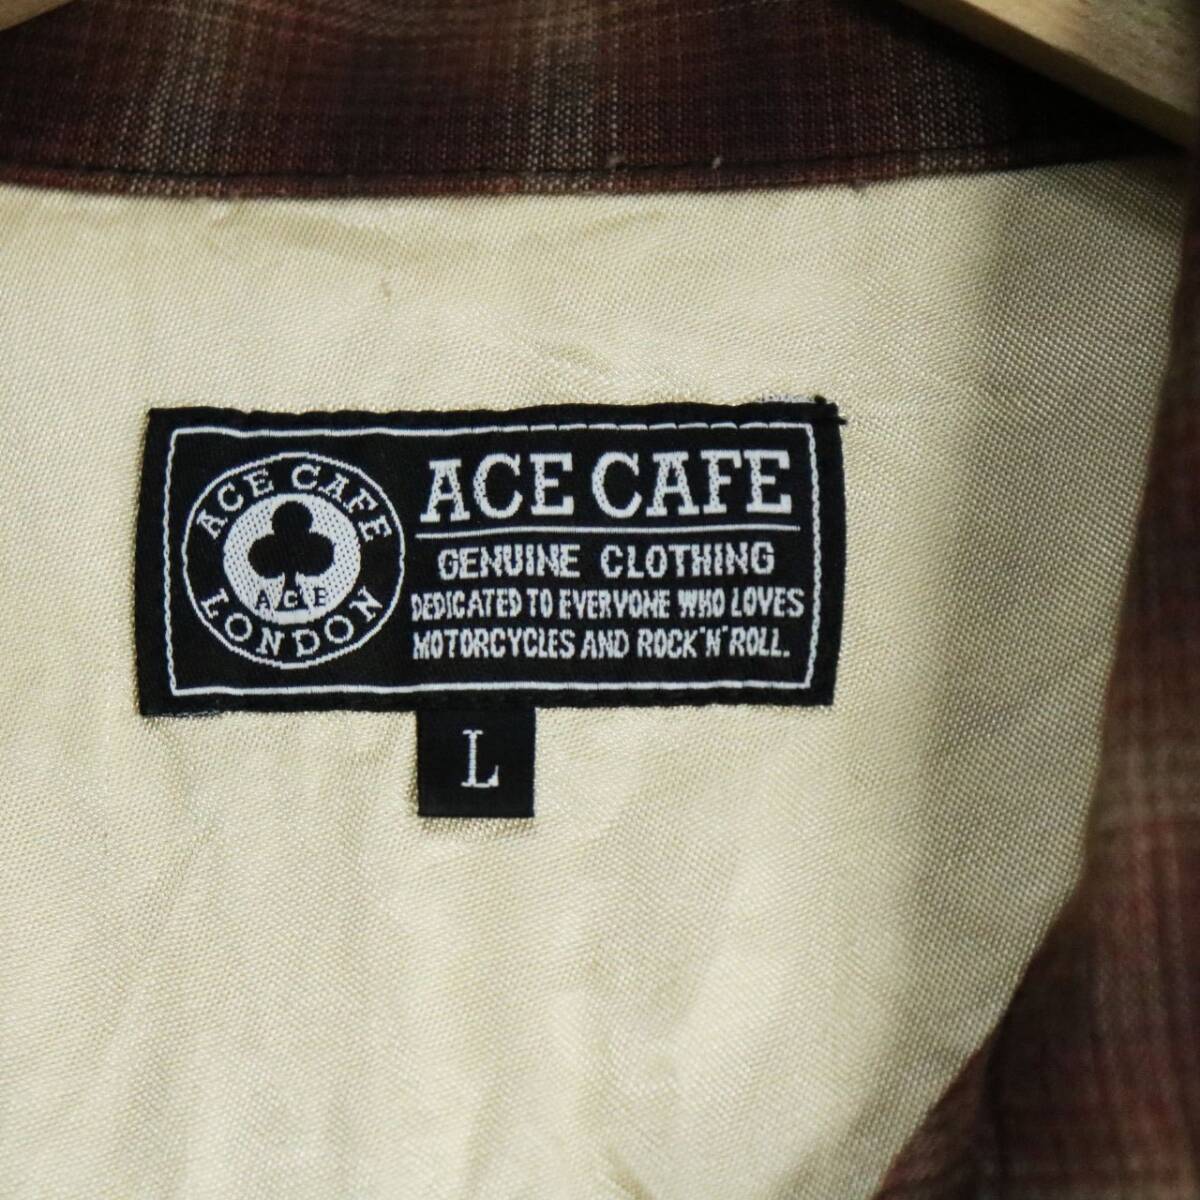 ACE CAFE
ACE
LONDON
ACE CAFE
GENUINE CLOTHING
DEDICATED TO EVERYONE WHO LOVES
MOTORCYCLES AND ROCK"N"ROLL.
L